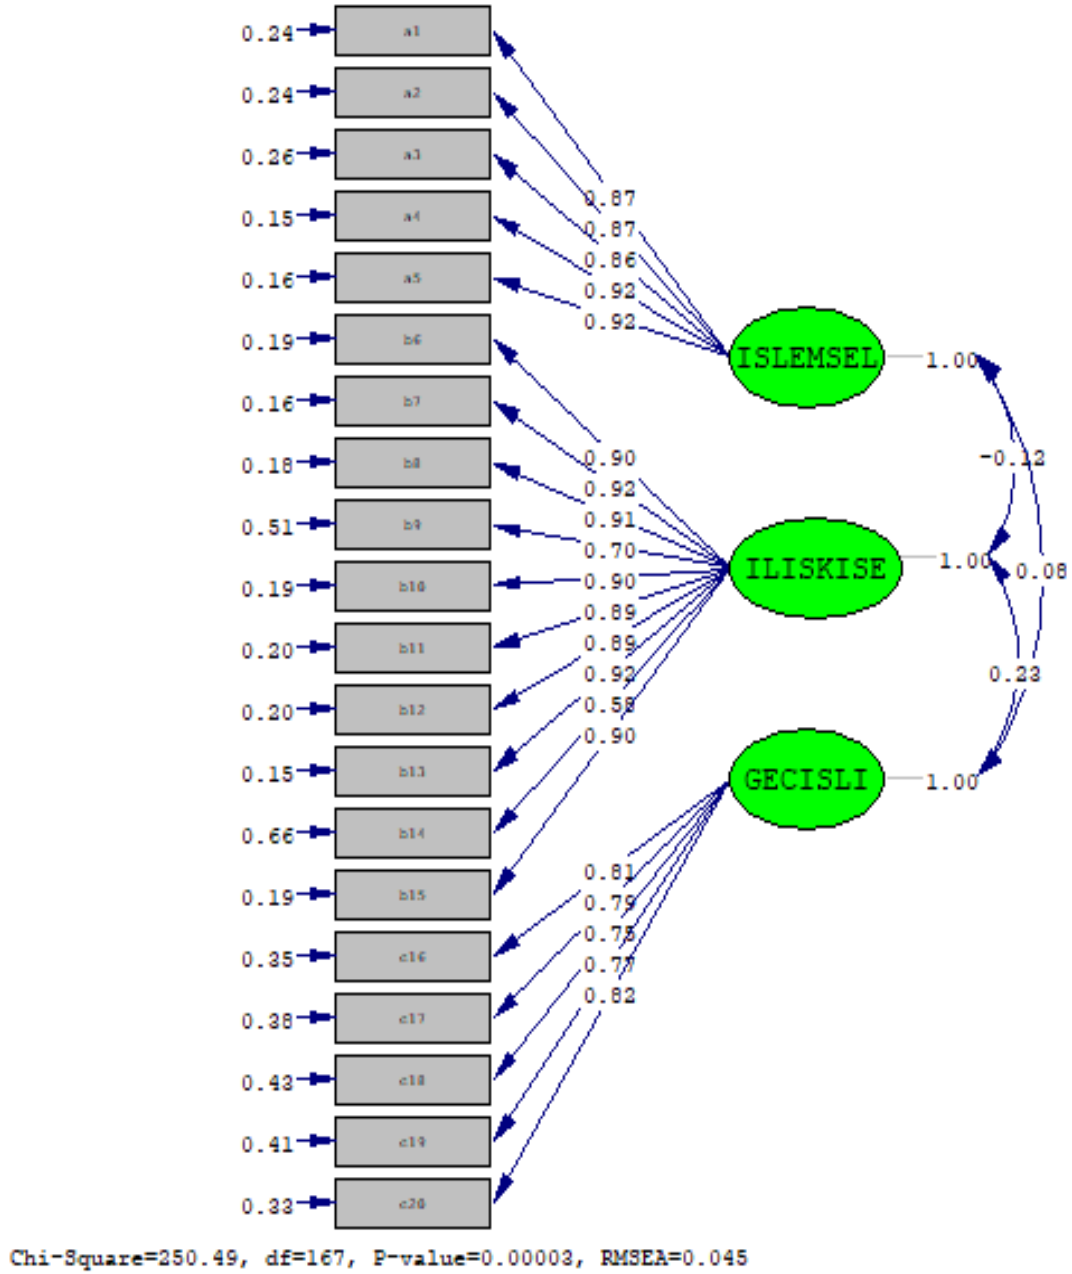 0.24 a1
0.24 a2
0.26 a3
0.15 a4
0.16 a5
0.19 b6
0.16 b7
0.18 b8
0.51 b9
0.19 b10
0.20 b11
0.20 b12
0.15 b13
0.66 b14
0.19 b15
0.35 c16
0.38 c17
0.43 c18
0.41 c19
0.33 c20
0.87
0.87
0.86
0.92
0.92
0.90
0.92
0.91
0.70
0.90
0.89
0.89
0.92
0.58
0.90
0.81
0.79
0.75
0.77
0.82
ISLEMSEL 1.00
ILISKISE 1.00
GECISLI 1.00
-0.12
0.08
0.23
Chi-Square=250.49, df=167, P-value=0.00003, RMSEA=0.045